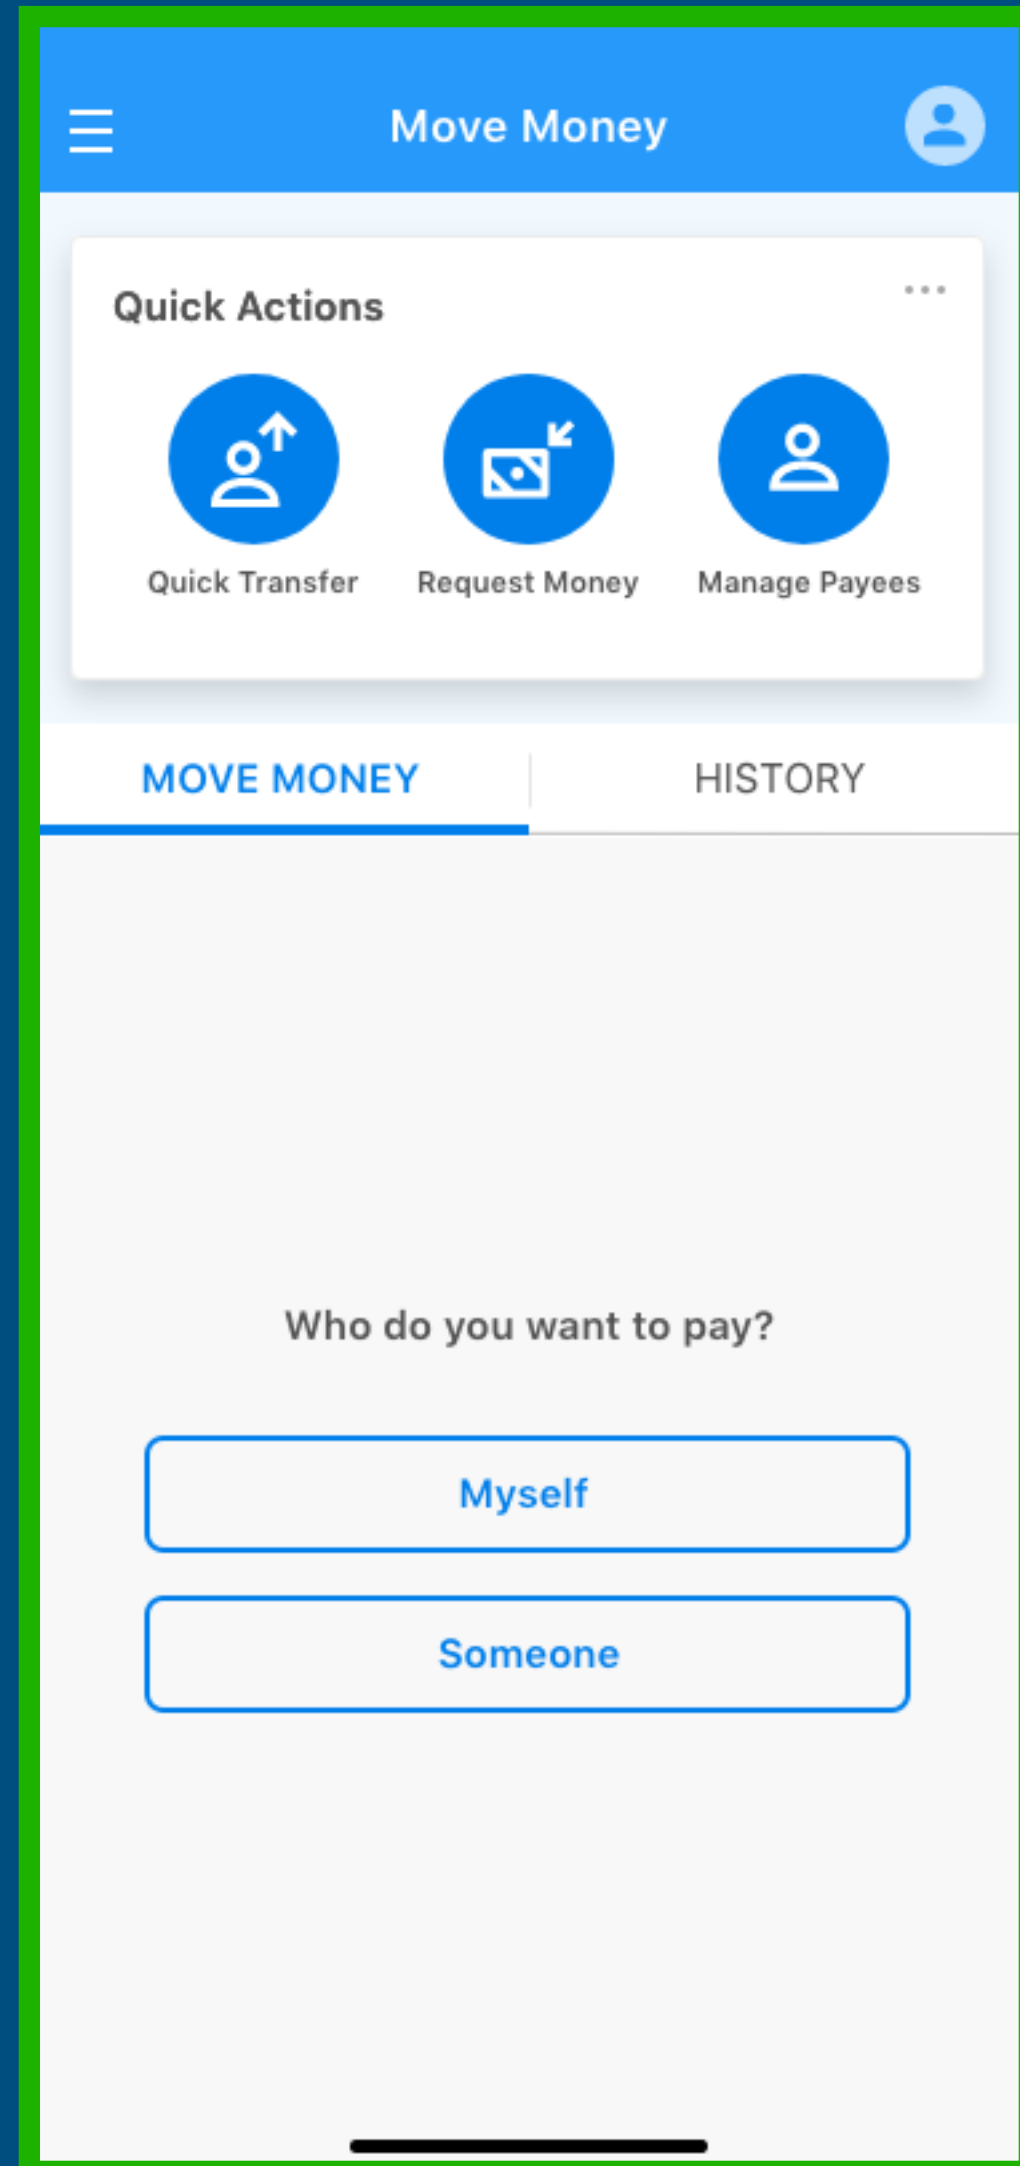 Move Money
Quick Actions
Quick Transfer
Request Money
Manage Payees
MOVE MONEY
HISTORY
Who do you want to pay?
Myself
Someone